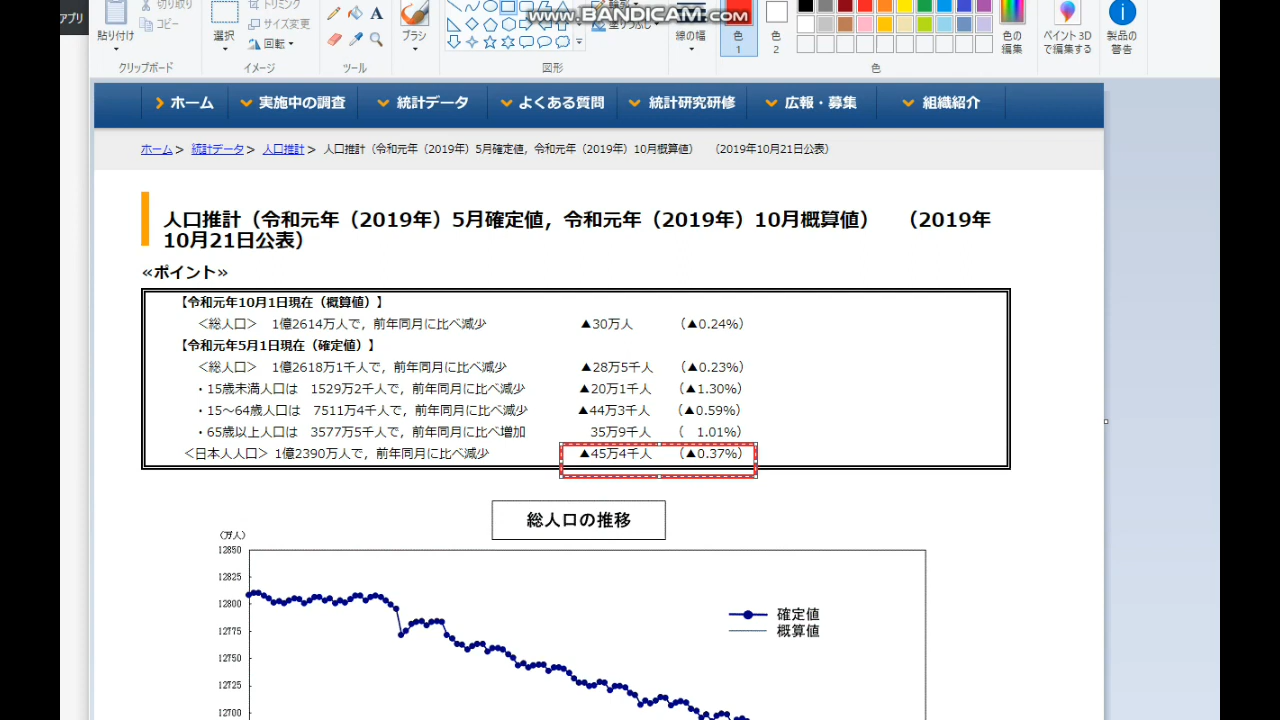 www.BANDICAM.com
アプリ
貼り付け
切り取り
コピー
クリップボード
選択
トリミング
サイズ変更
回転
イメージ
A
ツール
ブラシ
図形
線の幅
色
1
色
2
色の
編集
色
ペイント 3D
で編集する
製品の
警告
ホーム
実施中の調査
統計データ
よくある質問
統計研究研修
広報・募集
組織紹介
ホーム > 統計データ > 人口推計 > 人口推計（令和元年（2019年）5月確定値，令和元年（2019年）10月概算値） （2019年10月21日公表）
人口推計（令和元年（2019年）5月確定値，令和元年（2019年）10月概算値） （2019年
10月21日公表）
≪ポイント≫
【令和元年10月1日現在（概算値）】
＜総人口＞ 1億2614万人で，前年同月に比べ減少 ▲30万人 （▲0.24%）
【令和元年5月1日現在（確定値）】
＜総人口＞ 1億2618万1千人で，前年同月に比べ減少 ▲28万5千人 （▲0.23%）
・15歳未満人口は 1529万2千人で，前年同月に比べ減少 ▲20万1千人 （▲1.30%）
・15～64歳人口は 7511万4千人で，前年同月に比べ減少 ▲44万3千人 （▲0.59%）
・65歳以上人口は 3577万5千人で，前年同月に比べ増加 35万9千人 （ 1.01%）
＜日本人人口＞ 1億2390万人で，前年同月に比べ減少 ▲45万4千人 （▲0.37%）
総人口の推移
（万人）
12850
12825
12800
12775
12750
12725
12700
確定値
概算値